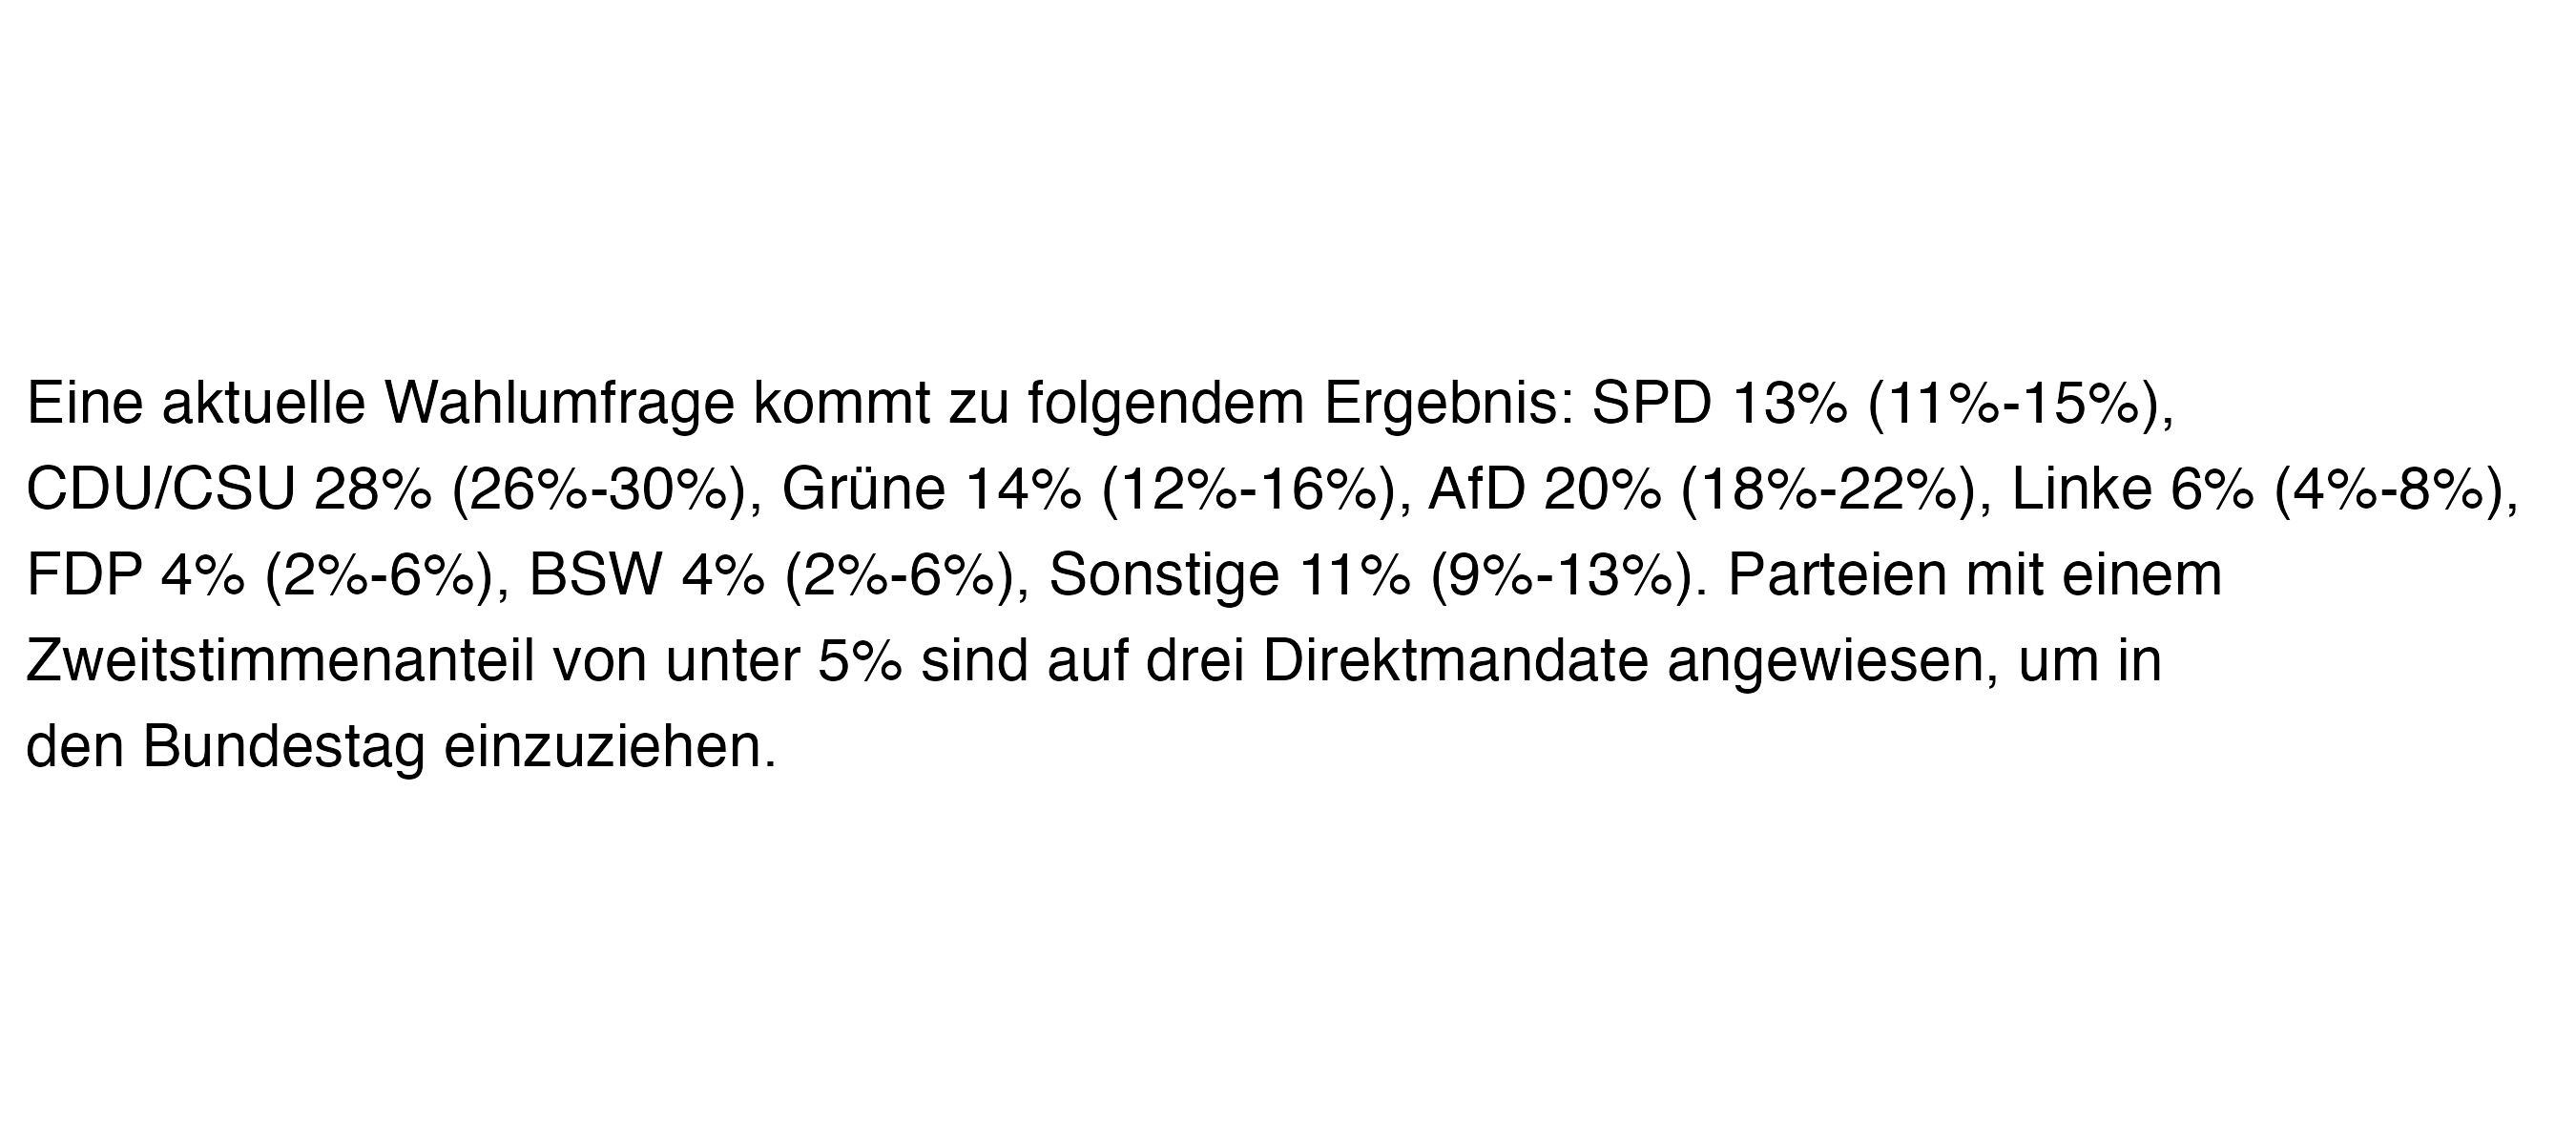 Eine aktuelle Wahlumfrage kommt zu folgendem Ergebnis: SPD 13% (11%-15%),
CDU/CSU 28% (26%-30%), Grüne 14% (12%-16%), AfD 20% (18%-22%), Linke 6% (4%-8%),
FDP 4% (2%-6%), BSW 4% (2%-6%), Sonstige 11% (9%-13%). Parteien mit einem
Zweitstimmenanteil von unter 5% sind auf drei Direktmandate angewiesen, um in
den Bundestag einzuziehen.